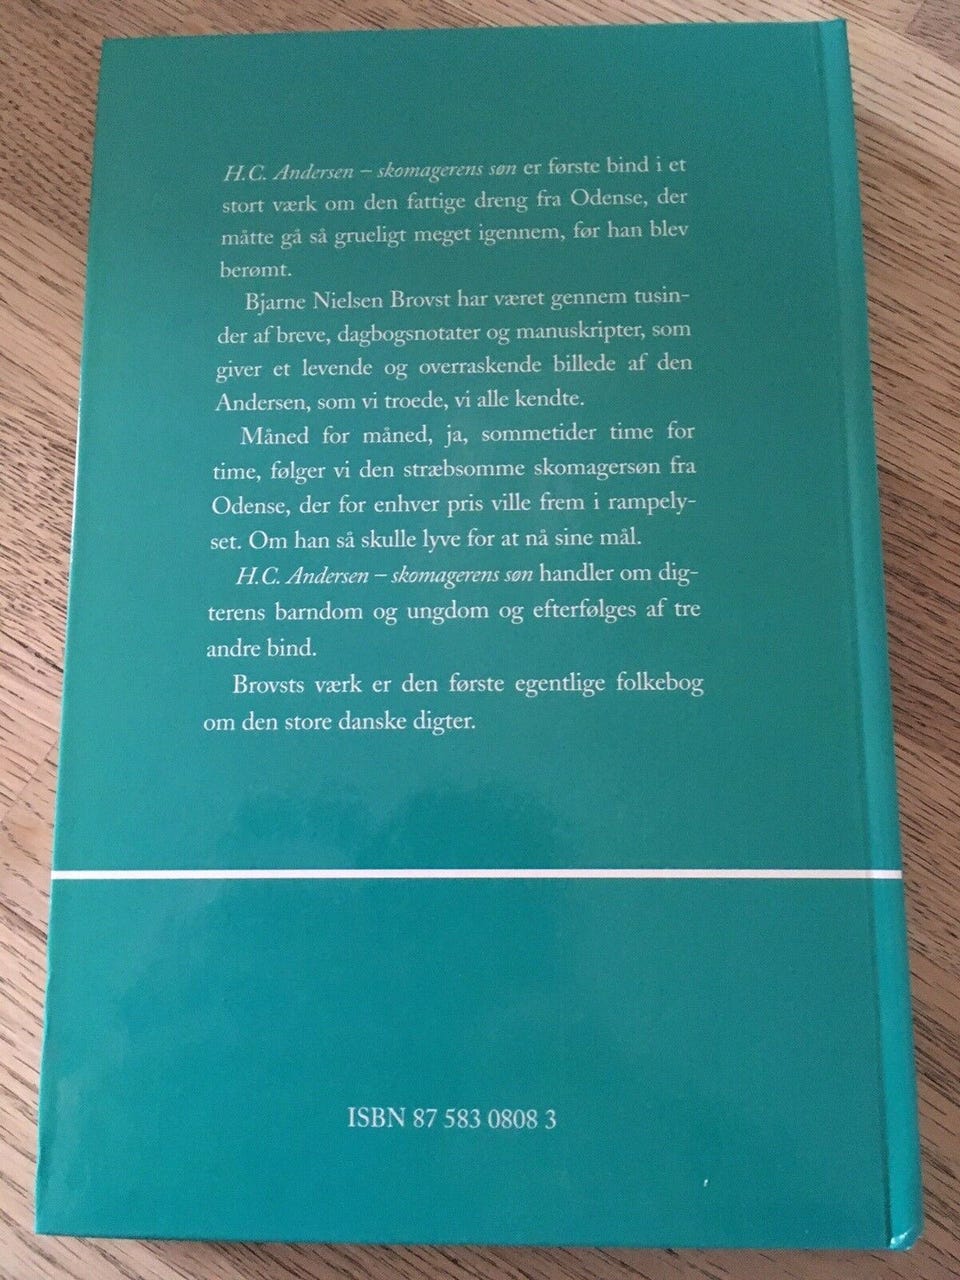 H.C. Andersen – skomagerens søn er første bind i et
stort værk om den fattige dreng fra Odense, der
måtte gå så grueligt meget igennem, før han blev
berømt.
Bjarne Nielsen Brovst har været gennem tusin-
der af breve, dagbogsnotater og manuskripter, som
giver et levende og overraskende billede af den
Andersen, som vi troede, vi alle kendte.
Måned for måned, ja, sommetider time for
time, følger vi den stræbsomme skomagersøn fra
Odense, der for enhver pris ville frem i rampely-
set. Om han så skulle lyve for at nå sine mål.
H.C. Andersen – skomagerens søn handler om dig-
terens barndom og ungdom og efterfølges af tre
andre bind.
Brovsts værk er den første egentlige folkebog
om den store danske digter.
ISBN 87 583 0808 3